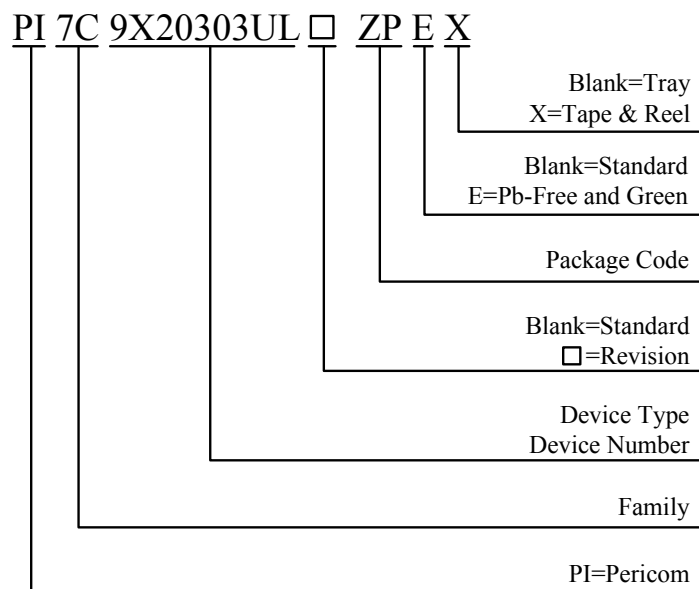 PI 7C 9X20303UL □ ZP E X
Blank=Tray
X=Tape & Reel
Blank=Standard
E=Pb-Free and Green
Package Code
Blank=Standard
□=Revision
Device Type
Device Number
Family
PI=Pericom